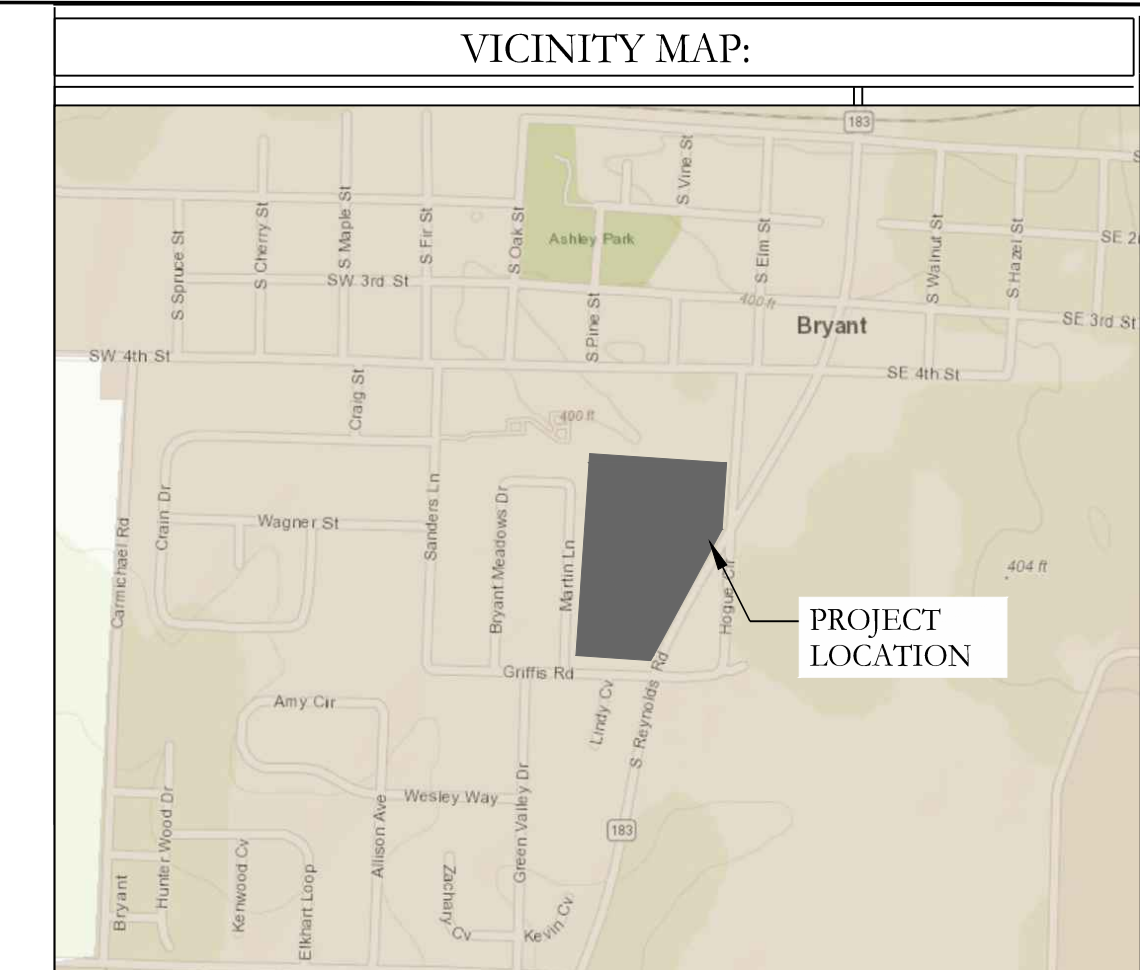 VICINITY MAP:
183
S Vine St
S Maple St
S Cherry St
S Fir St
S Oak St
S Spruce St
Ashley Park
S Elm St
S Walnut St
S Hazel St
SW 3rd St
400 ft
S Pine St
Bryant
SE 3rd St
SW 4th St
SE 4th St
Craig St
400 ft
Crain Dr
Wagner St
Sanders Ln
Bryant Meadows Dr
Martin Ln
Carmichael Rd
Hogue Cir
404 ft
PROJECT
LOCATION
Griffis Rd
Amy Cir
Lindy Cv
S Reynolds Rd
Wesley Way
Green Valley Dr
Hunter Wood Dr
Allison Ave
183
Bryant
Kenwood Cv
Elkhart Loop
Zachary
Cv
Kevin Cv